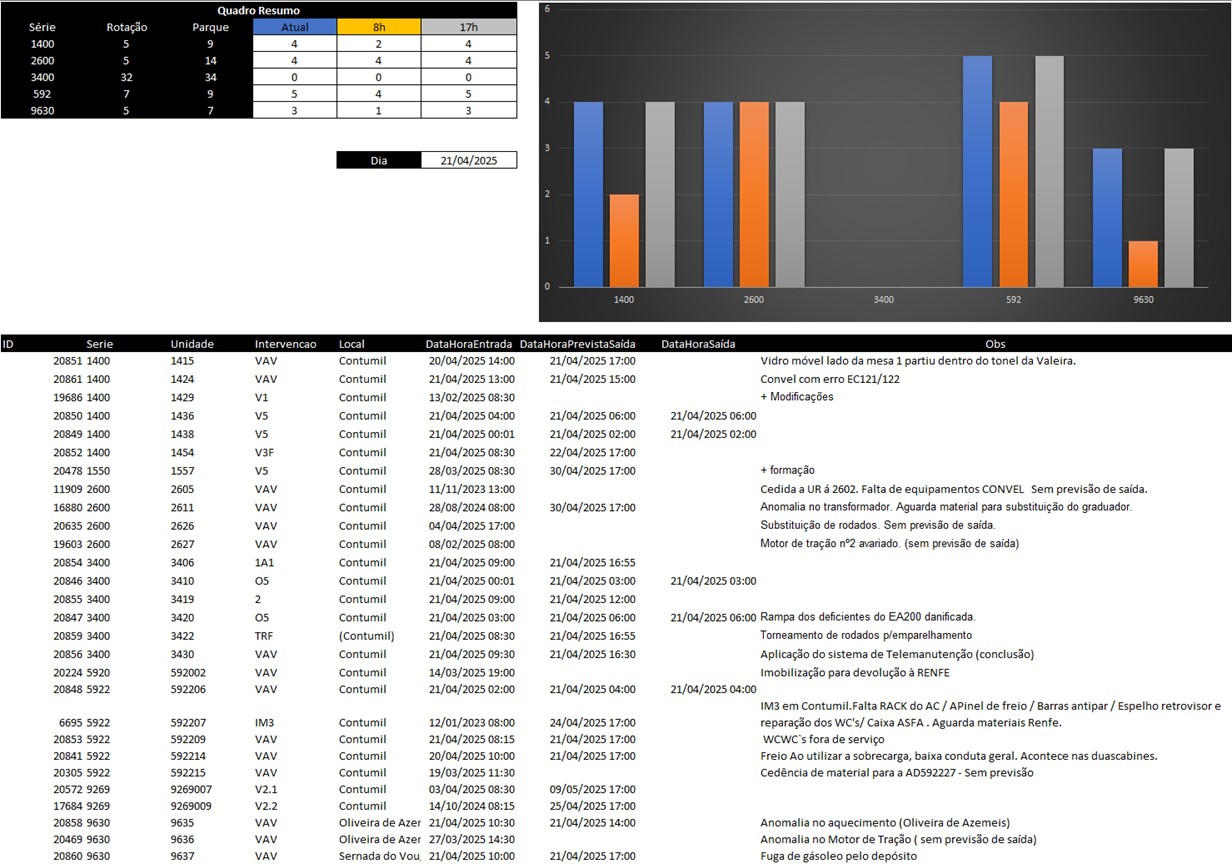 Quadro Resumo
Série Rotação Parque Atual 8h 17h
1400 5 9 4 2 4
2600 5 14 4 4 4
3400 32 34 0 0 0
592 7 9 5 4 5
9630 5 7 3 1 3
Dia 21/04/2025
6
5
4
3
2
1
0
1400 2600 3400 592 9630
ID Serie Unidade Intervencao Local DataHoraEntrada DataHoraPrevistaSaída DataHoraSaída Obs
20851 1400 1415 VAV Contumil 20/04/2025 14:00 21/04/2025 17:00 Vidro móvel lado da mesa 1 partiu dentro do tonel da Valeira.
20861 1400 1424 VAV Contumil 21/04/2025 13:00 21/04/2025 15:00 Convel com erro EC121/122
19686 1400 1429 V1 Contumil 13/02/2025 08:30 + Modificações
20850 1400 1436 V5 Contumil 21/04/2025 04:00 21/04/2025 06:00 21/04/2025 06:00
20849 1400 1438 V5 Contumil 21/04/2025 00:01 21/04/2025 02:00 21/04/2025 02:00
20852 1400 1454 V3F Contumil 21/04/2025 08:30 22/04/2025 17:00
20478 1550 1557 V5 Contumil 28/03/2025 08:30 30/04/2025 17:00 + formação
11909 2600 2605 VAV Contumil 11/11/2023 13:00 Cedida a UR á 2602. Falta de equipamentos CONVEL Sem previsão de saída.
16880 2600 2611 VAV Contumil 28/08/2024 08:00 30/04/2025 17:00 Anomalia no transformador. Aguarda material para substituição do graduador.
20635 2600 2626 VAV Contumil 04/04/2025 17:00 Substituição de rodados. Sem previsão de saída.
19603 2600 2627 VAV Contumil 08/02/2025 08:00 Motor de tração nº2 avariado. (sem previsão de saída)
20854 3400 3406 1A1 Contumil 21/04/2025 09:00 21/04/2025 16:55
20846 3400 3410 O5 Contumil 21/04/2025 00:01 21/04/2025 03:00 21/04/2025 03:00
20855 3400 3419 2 Contumil 21/04/2025 09:00 21/04/2025 12:00
20847 3400 3420 O5 Contumil 21/04/2025 03:00 21/04/2025 06:00 21/04/2025 06:00 Rampa dos deficientes do EA200 danificada.
20859 3400 3422 TRF (Contumil) 21/04/2025 08:30 21/04/2025 16:55 Torneamento de rodados p/emparelhamento
20856 3400 3430 VAV Contumil 21/04/2025 09:30 21/04/2025 16:30 Aplicação do sistema de Telemanutenção (conclusão)
20224 5920 592002 VAV Contumil 14/03/2025 19:00 Imobilização para devolução à RENFE
20848 5922 592206 VAV Contumil 21/04/2025 02:00 21/04/2025 04:00 21/04/2025 04:00
IM3 em Contumil.Falta RACK do AC / APinel de freio / Barras antipar / Espelho retrovisor e
6695 5922 592207 IM3 Contumil 12/01/2023 08:00 24/04/2025 17:00 reparação dos WC's/ Caixa ASFA . Aguarda materiais Renfe.
20853 5922 592209 VAV Contumil 21/04/2025 08:15 21/04/2025 17:00 WCWC`s fora de serviço
20841 5922 592214 VAV Contumil 20/04/2025 10:00 21/04/2025 17:00 Freio Ao utilizar a sobrecarga, baixa conduta geral. Acontece nas duascabines.
20305 5922 592215 VAV Contumil 19/03/2025 11:30 Cedência de material para a AD592227 - Sem previsão
20572 9269 9269007 V2.1 Contumil 03/04/2025 08:30 09/05/2025 17:00
17684 9269 9269009 V2.2 Contumil 14/10/2024 08:15 25/04/2025 17:00
20858 9630 9635 VAV Oliveira de Azer 21/04/2025 10:30 21/04/2025 14:00 Anomalia no aquecimento (Oliveira de Azemeis)
20469 9630 9636 VAV Oliveira de Azer 27/03/2025 14:30 Anomalia no Motor de Tração ( sem previsão de saída)
20860 9630 9637 VAV Sernada do Vou 21/04/2025 10:00 21/04/2025 17:00 Fuga de gásoleo pelo depósito